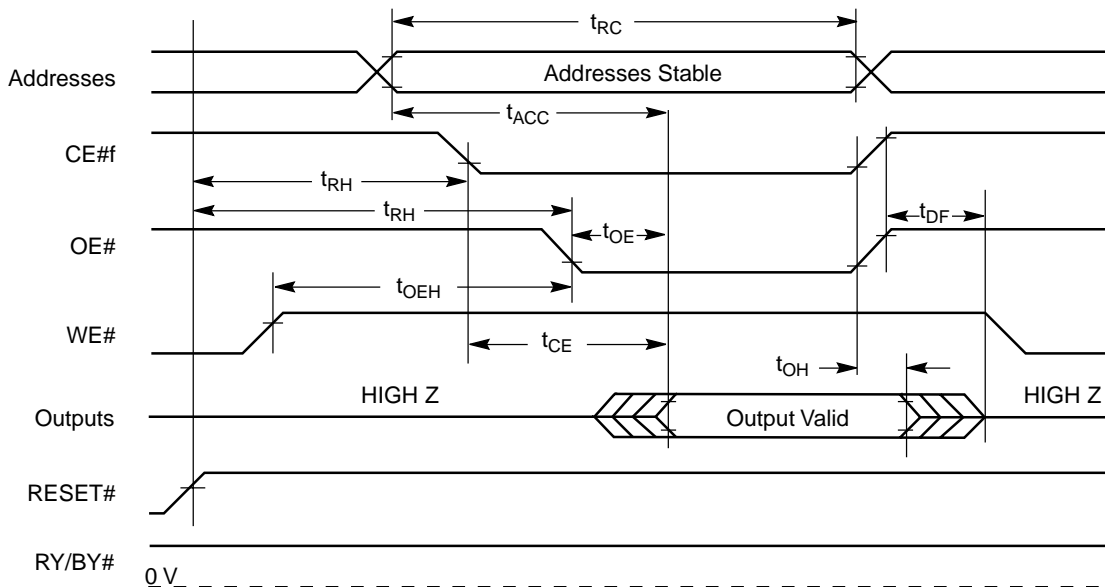 tRC
Addresses
Addresses Stable
tACC
CE#f
tRH
tRH
tDF
OE#
tOE
tOEH
WE#
tCE
tOH
HIGH Z
HIGH Z
Outputs
Output Valid
RESET#
RY/BY#
0 V